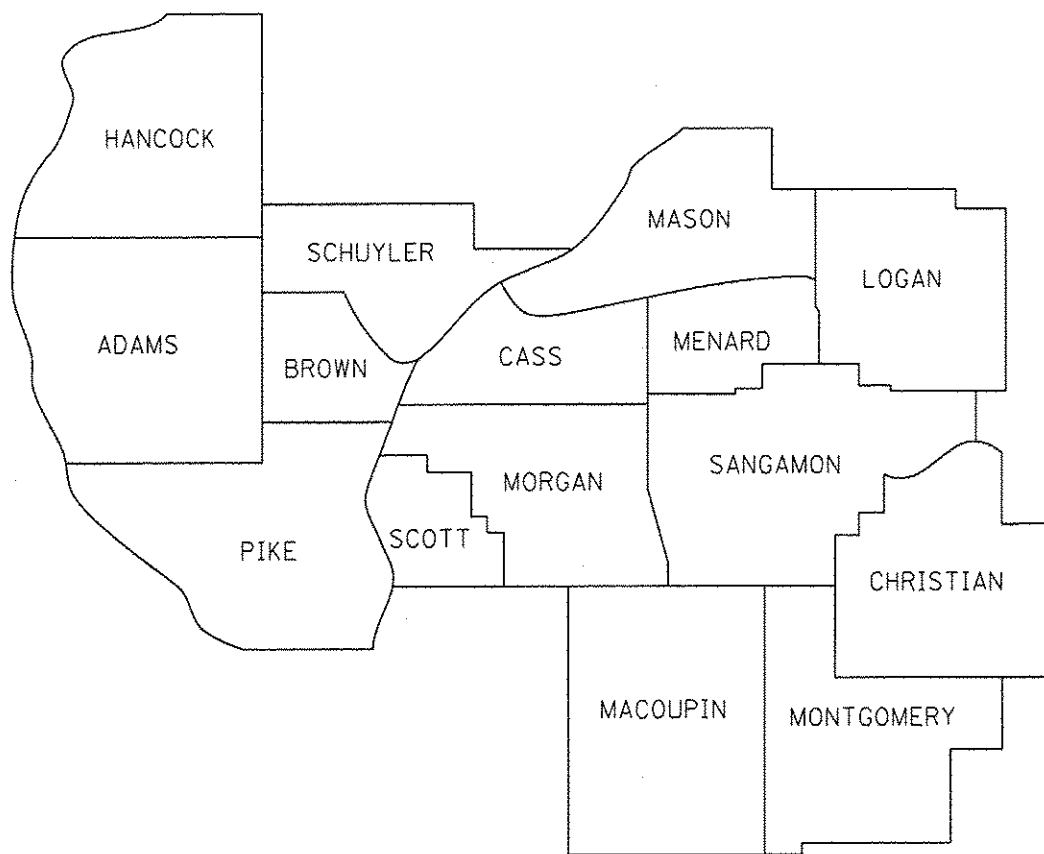 HANCOCK
MASON
SCHUYLER
LOGAN
ADAMS
MENARD
CASS
BROWN
SANGAMON
MORGAN
SCOTT
PIKE
CHRISTIAN
MACOUPIN
MONTGOMERY